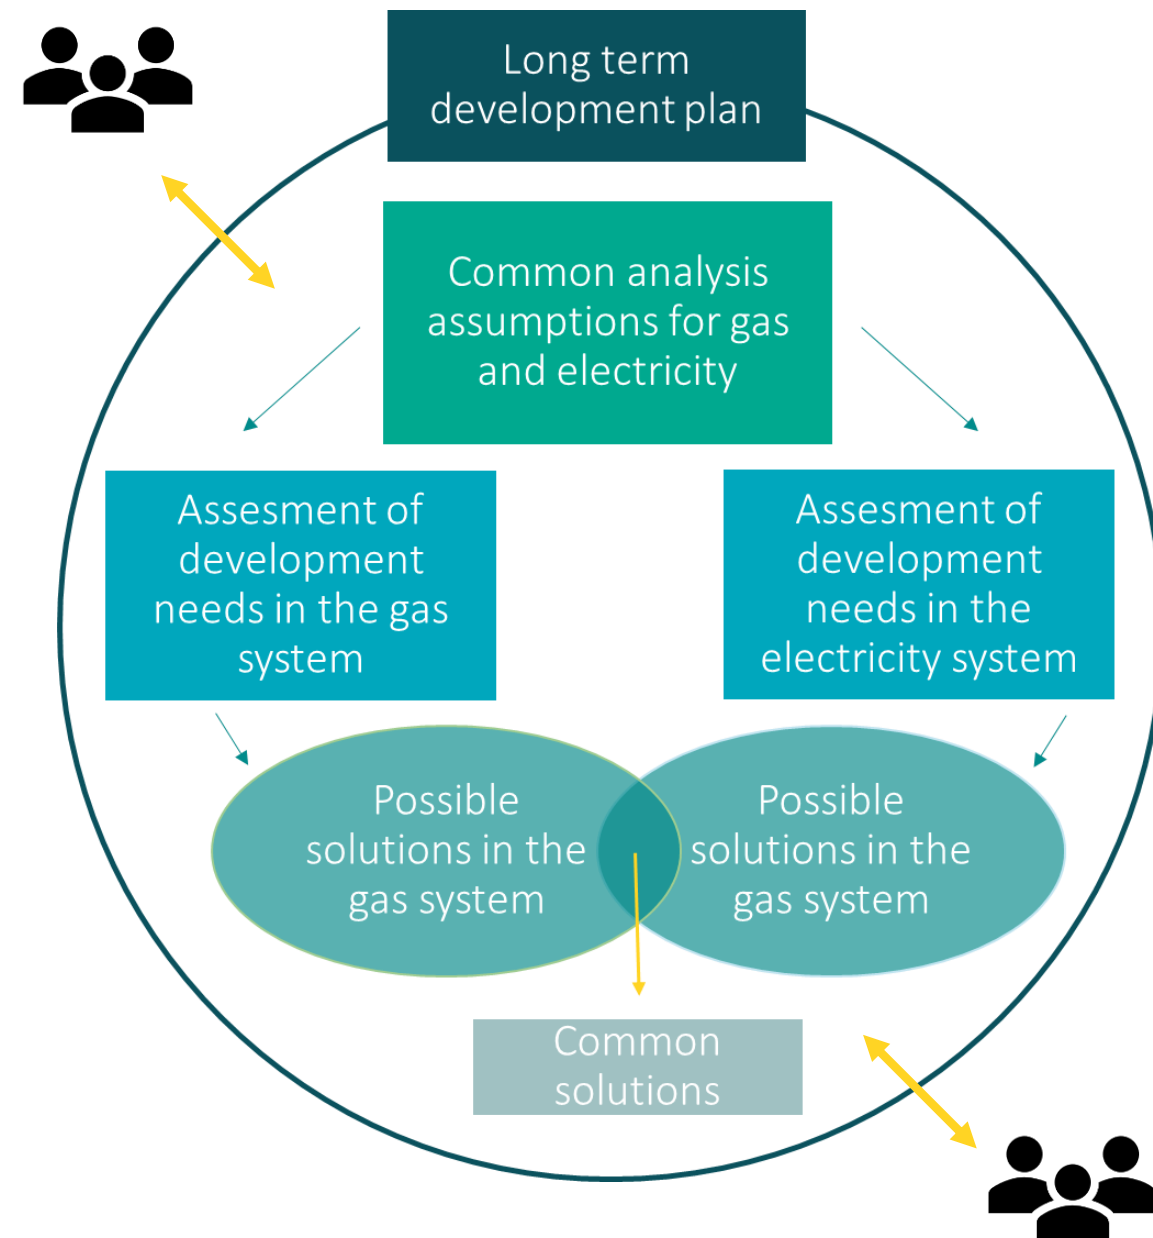 Long term
development plan
Common analysis
assumptions for gas
and electricity
Assesment of
development
needs in the gas
system
Assesment of
development
needs in the
electricity system
Possible
solutions in the
gas system
Possible
solutions in the
gas system
Common
solutions